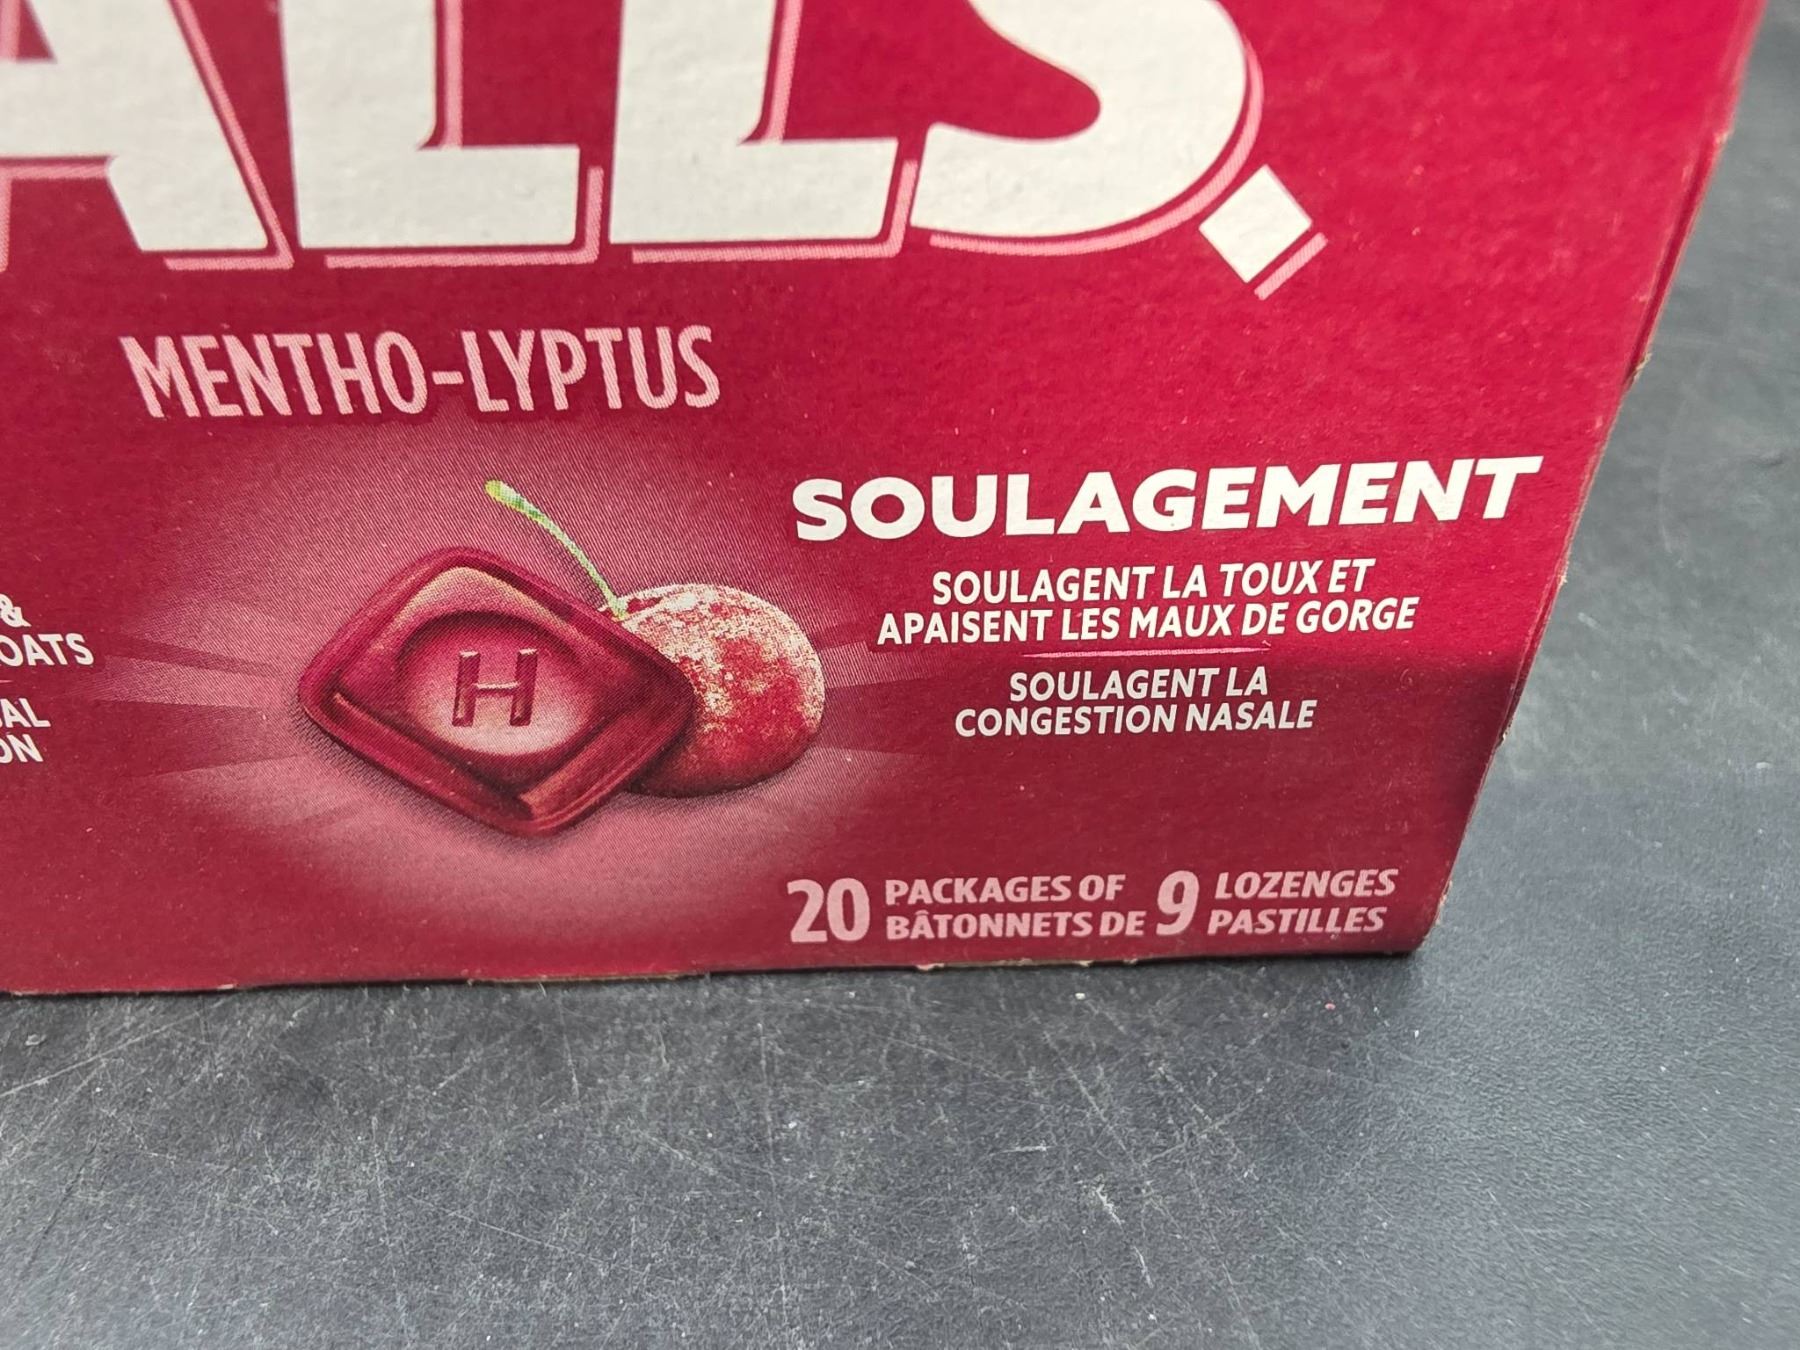 ALLS.
MENTHO-LYPTUS
SOULAGEMENT
SOULAGENT LA TOUX ET
APAISENT LES MAUX DE GORGE
SOULAGENT LA
CONGESTION NASALE
&
OATS
AL
ON
H
20 PACKAGES OF 9 LOZENGES
BÂTONNETS DE PASTILLES